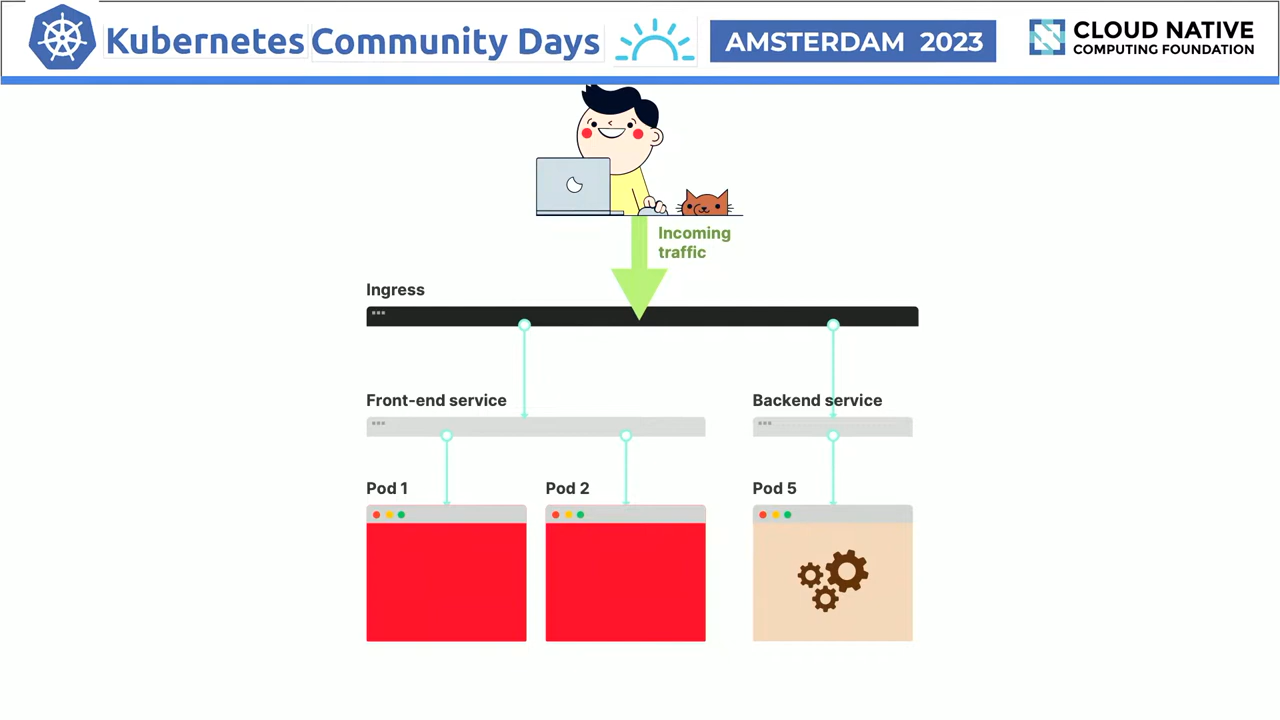 Kubernetes Community Days AMSTERDAM 2023 CLOUD NATIVE
COMPUTING FOUNDATION
Incoming
traffic
Ingress
Front-end service
Backend service
Pod 1
Pod 2
Pod 5